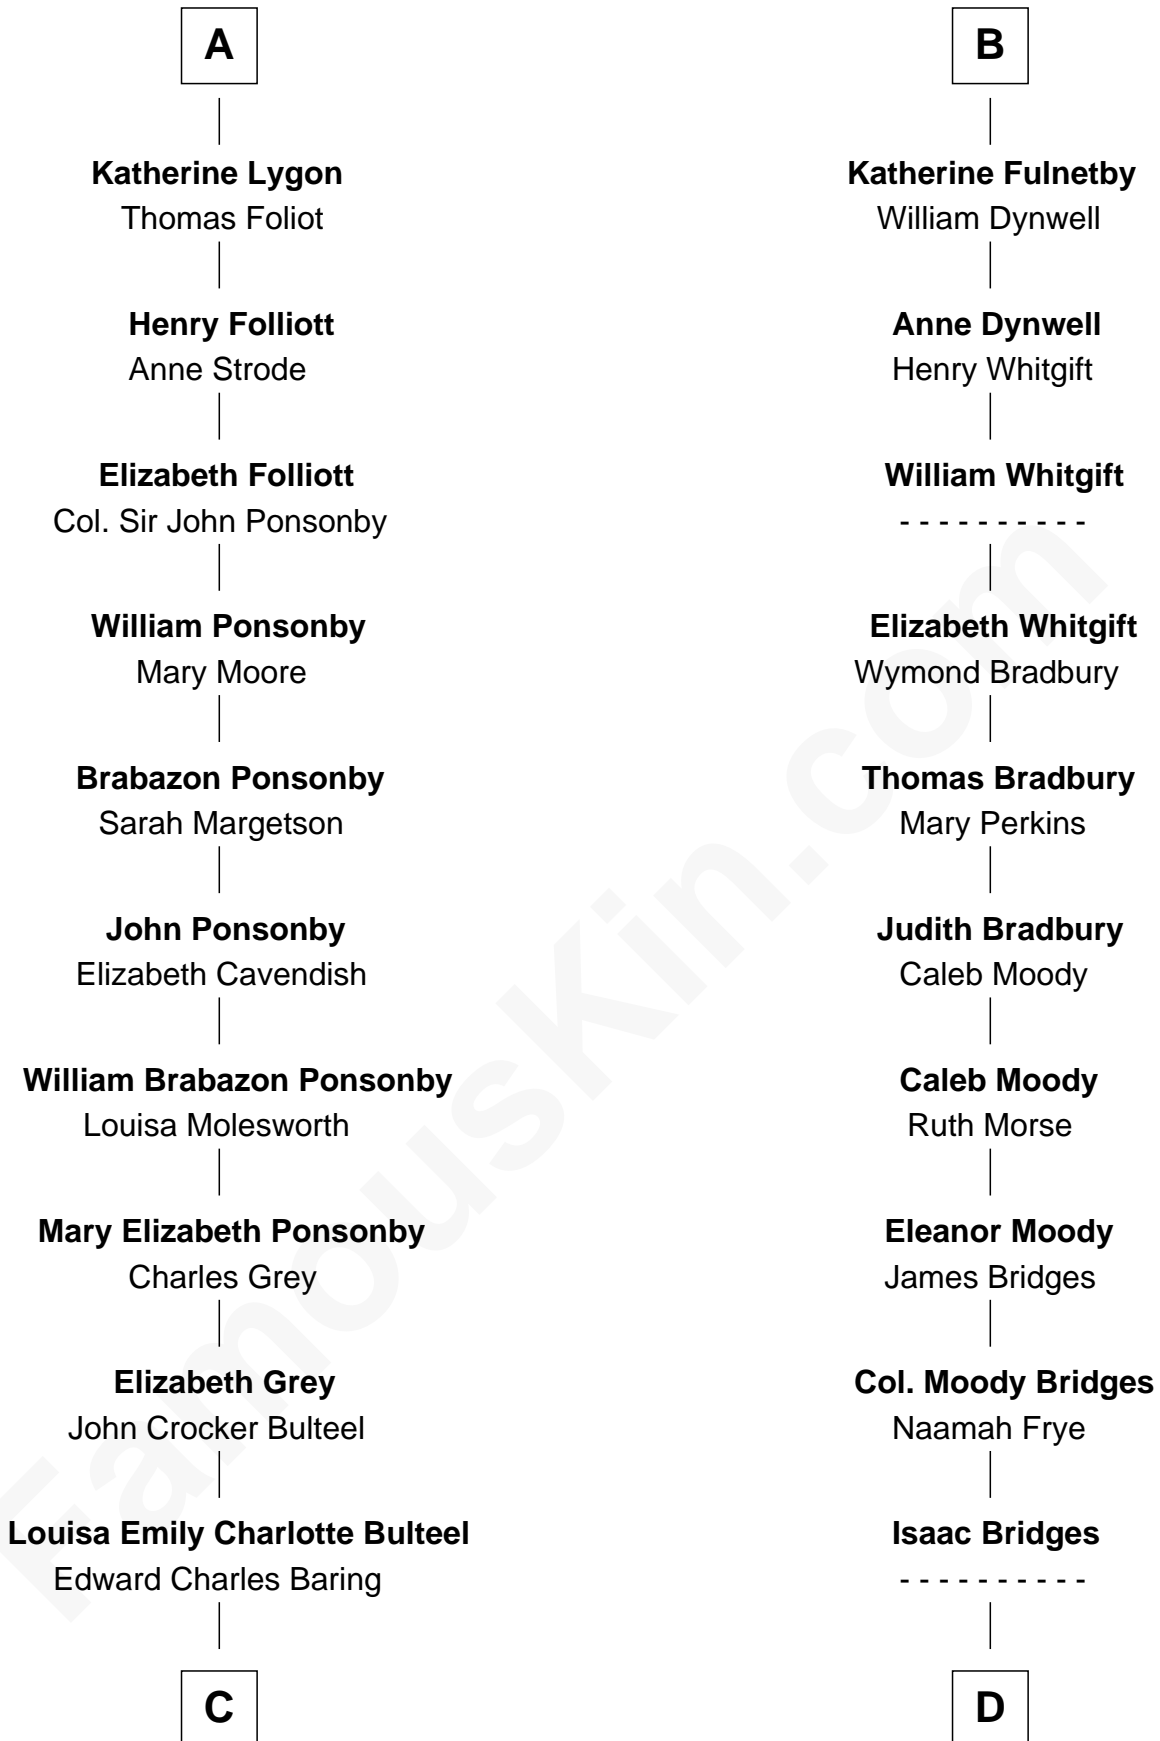 A
Katherine Lygon
Thomas Foliot
Henry Folliott
Anne Strode
Elizabeth Folliott
Col. Sir John Ponsonby
William Ponsonby
Mary Moore
Brabazon Ponsonby
Sarah Margetson
John Ponsonby
Elizabeth Cavendish
William Brabazon Ponsonby
Louisa Molesworth
Mary Elizabeth Ponsonby
Charles Grey
Elizabeth Grey
John Crocker Bulteel
Louisa Emily Charlotte Bulteel
Edward Charles Baring
C
B
Katherine Fulnetby
William Dynwell
Anne Dynwell
Henry Whitgift
William Whitgift
- - - - - - - - - -
Elizabeth Whitgift
Wymond Bradbury
Thomas Bradbury
Mary Perkins
Judith Bradbury
Caleb Moody
Caleb Moody
Ruth Morse
Eleanor Moody
James Bridges
Col. Moody Bridges
Naamah Frye
Isaac Bridges
- - - - - - - - - -
D
FamousKin.com